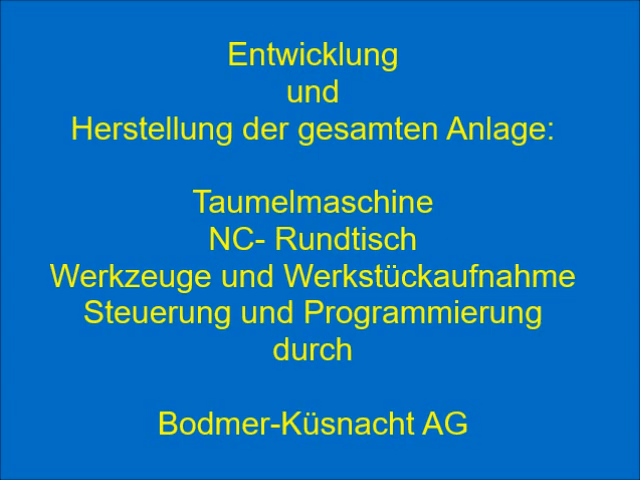 Entwicklung
und
Herstellung der gesamten Anlage:
Taumelmaschine
NC- Rundtisch
Werkzeuge und Werkstückaufnahme
Steuerung und Programmierung
durch
Bodmer-Küsnacht AG